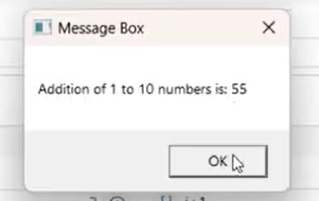 Message Box
Addition of 1 to 10 numbers is: 55
OK